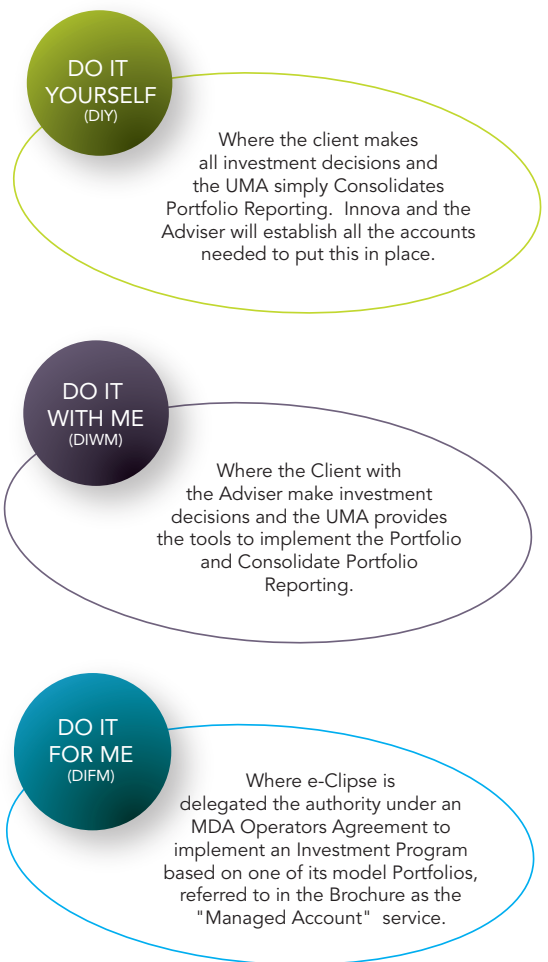 DO IT
YOURSELF
(DIY)
Where the client makes
all investment decisions and
the UMA simply Consolidates
Portfolio Reporting.  Innova and the
Adviser will establish all the accounts
needed to put this in place.
DO IT
WITH ME
(DIWM)
Where the Client with
the Adviser make investment
decisions and the UMA provides
the tools to implement the Portfolio
and Consolidate Portfolio
Reporting.
DO IT
FOR ME
(DIFM)
Where e-Clipse is
delegated the authority under an
MDA Operators Agreement to
implement an Investment Program
based on one of its model Portfolios,
referred to in the Brochure as the
"Managed Account"  service.